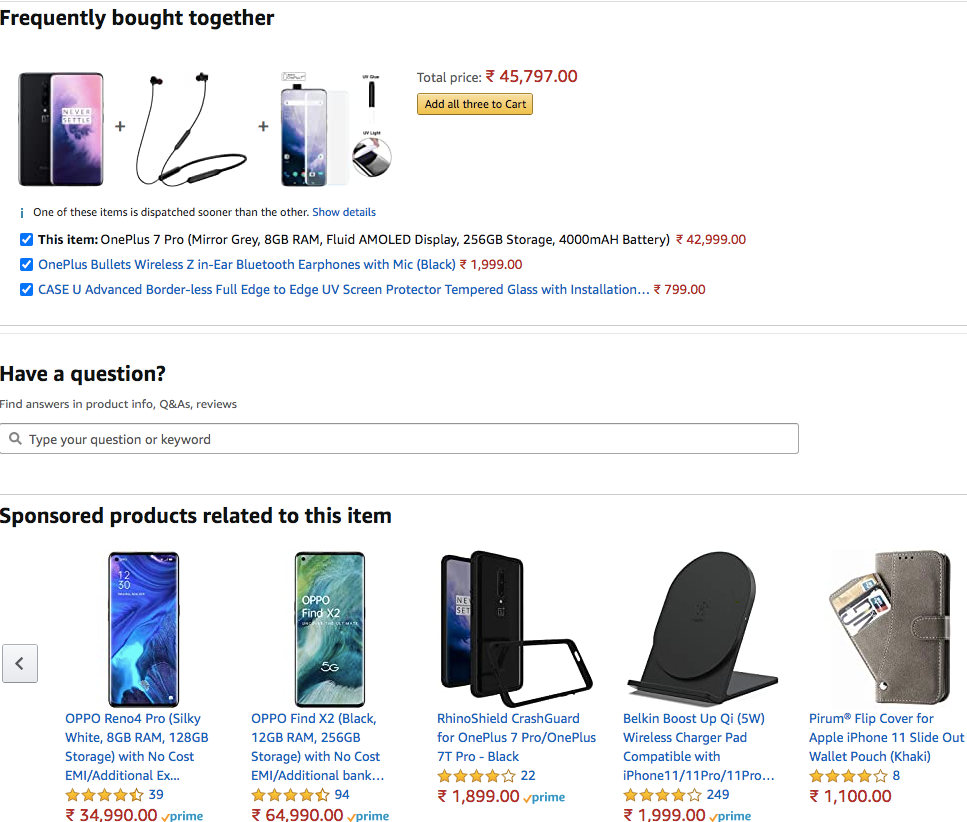 Frequently bought together
UV Glue
NEVER
SETTLE
UV Light
Total price: ₹ 45,797.00
Add all three to Cart
i One of these items is dispatched sooner than the other. Show details
This item: OnePlus 7 Pro (Mirror Grey, 8GB RAM, Fluid AMOLED Display, 256GB Storage, 4000mAH Battery) ₹ 42,999.00
OnePlus Bullets Wireless Z in-Ear Bluetooth Earphones with Mic (Black) ₹ 1,999.00
CASE U Advanced Border-less Full Edge to Edge UV Screen Protector Tempered Glass with Installation… ₹ 799.00
Have a question?
Find answers in product info, Q&As, reviews
Type your question or keyword
Sponsored products related to this item
12
30
OPPO
Find X2
5G
OPPO Reno4 Pro (Silky
White, 8GB RAM, 128GB
Storage) with No Cost
EMI/Additional Ex...
39
₹ 34,990.00 prime
OPPO Find X2 (Black,
12GB RAM, 256GB
Storage) with No Cost
EMI/Additional bank...
94
₹ 64,990.00 prime
RhinoShield CrashGuard
for OnePlus 7 Pro/OnePlus
7T Pro - Black
22
₹ 1,899.00 prime
Belkin Boost Up Qi (5W)
Wireless Charger Pad
Compatible with
iPhone11/11Pro/11Pro...
249
₹ 1,999.00 prime
Pirum® Flip Cover for
Apple iPhone 11 Slide Out
Wallet Pouch (Khaki)
8
₹ 1,100.00